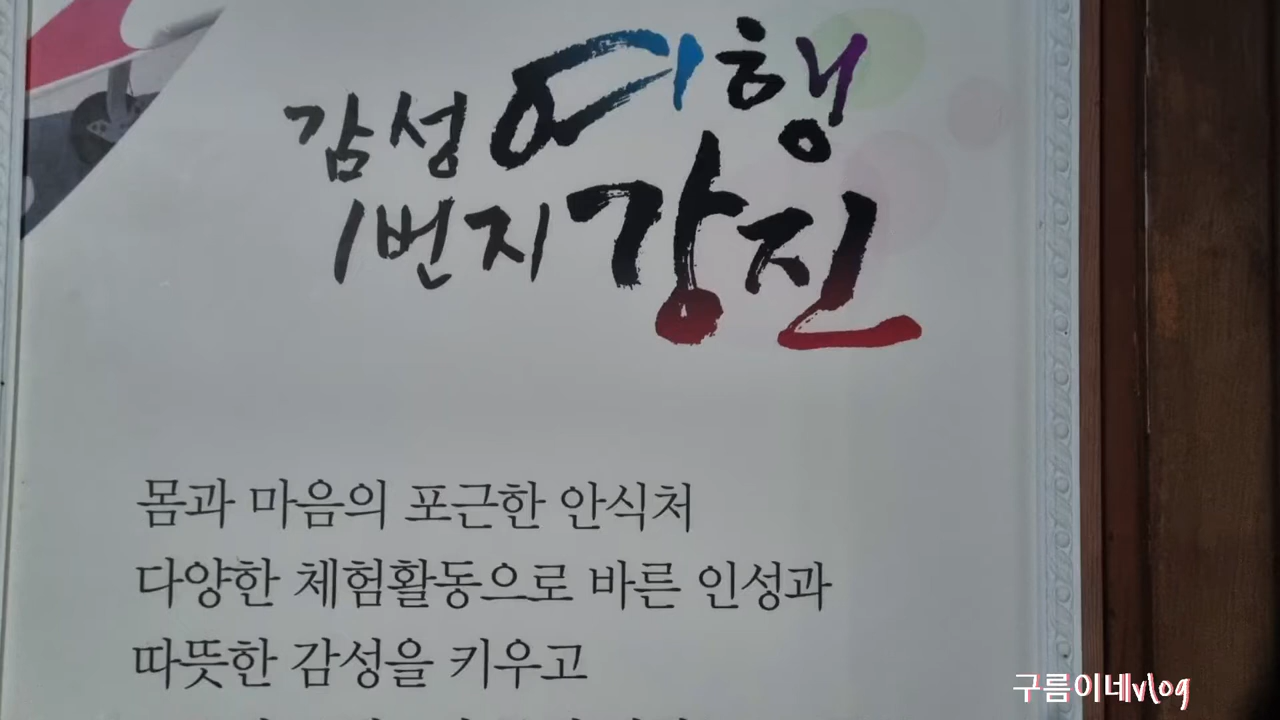 감성 여행
1번지 강진
몸과 마음의 포근한 안식처
다양한 체험활동으로 바른 인성과
따뜻한 감성을 키우고
구름이네vlog